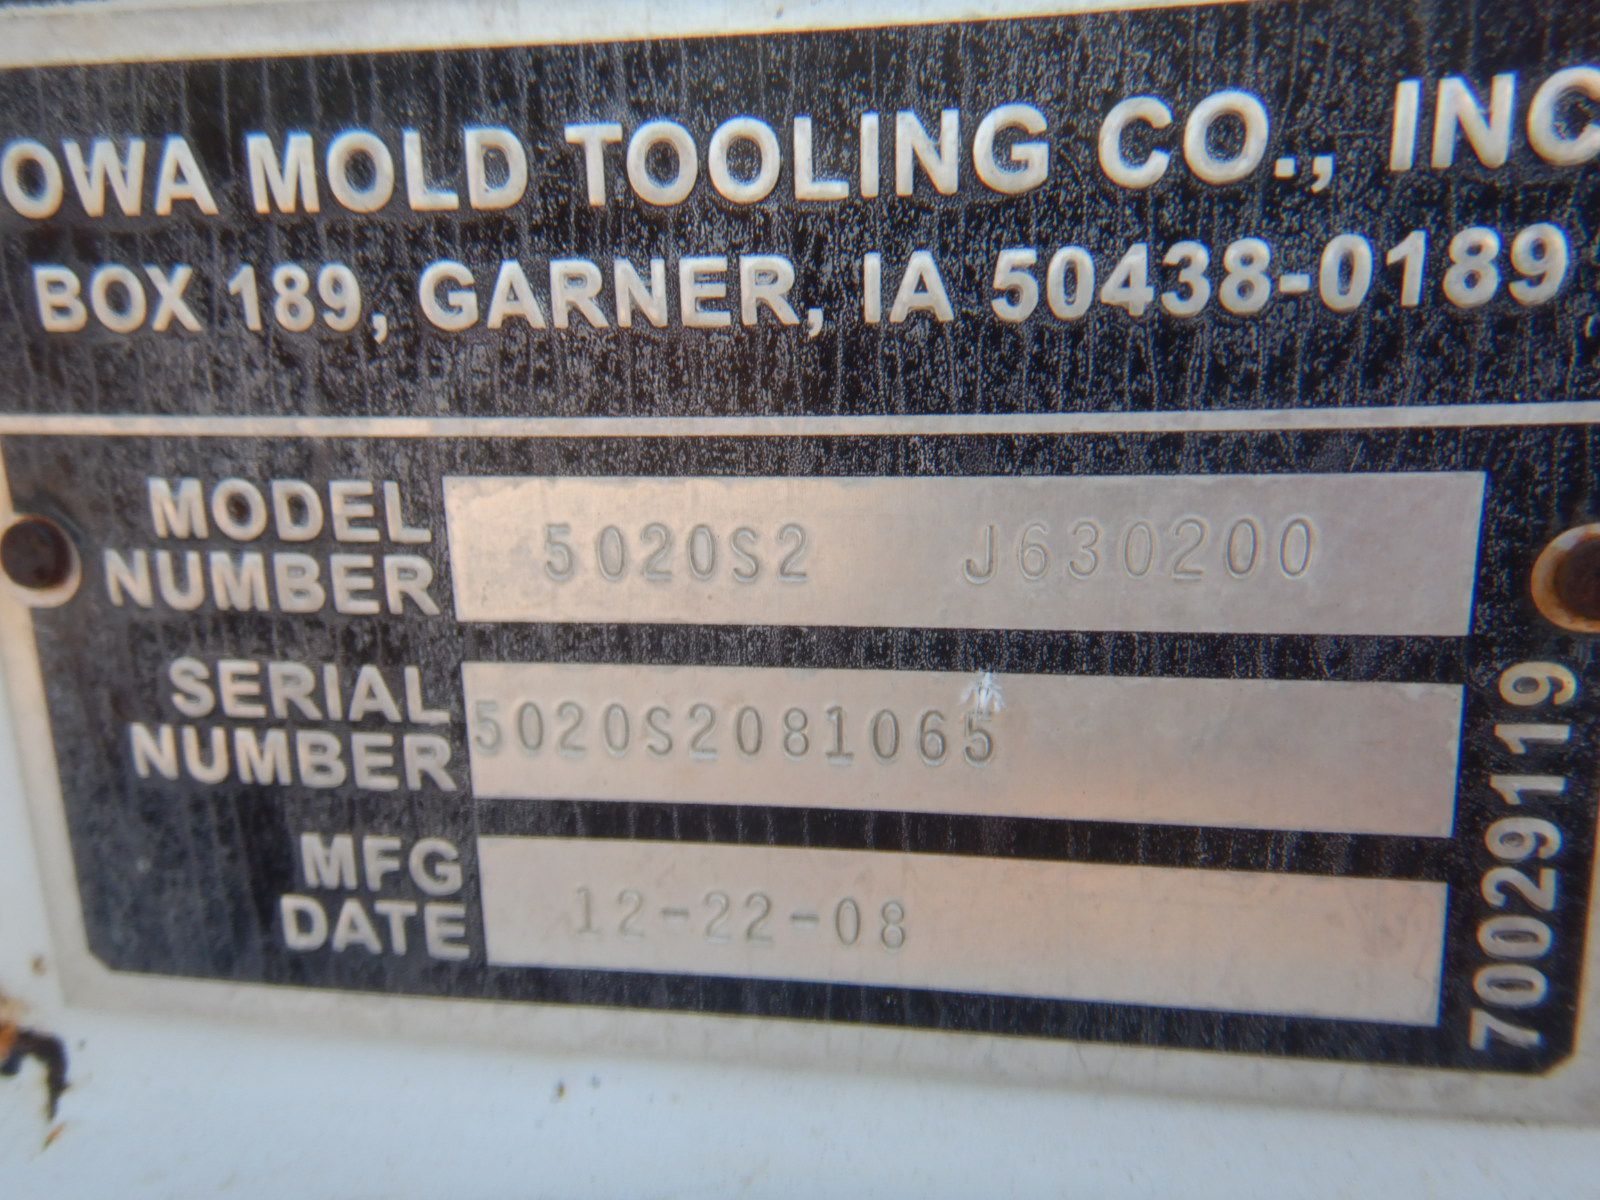 OWA MOLD TOOLING CO., INC
BOX 189, GARNER, IA 50438-0189
MODEL NUMBER 5020S2 J630200
SERIAL NUMBER 5020S2081065
MFG DATE 12-22-08
70029119